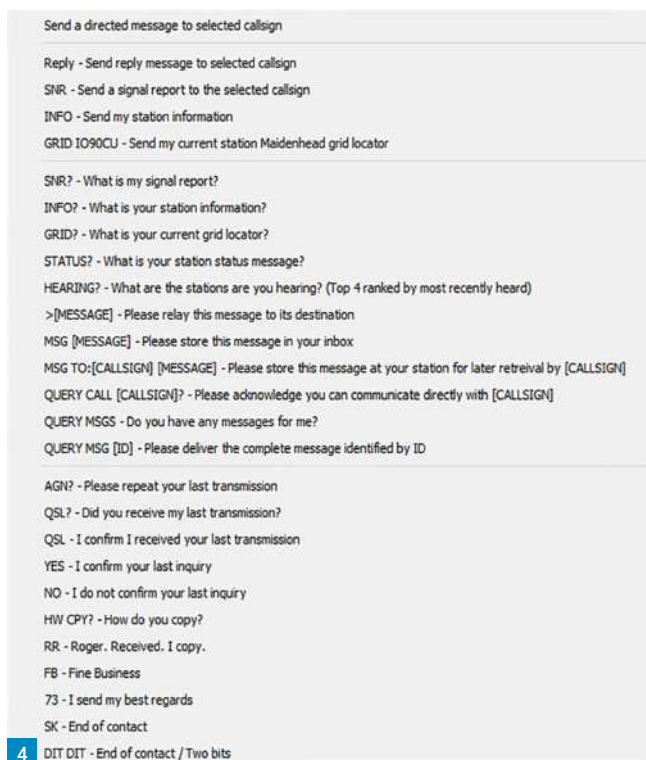 Send a directed message to selected callsign
Reply - Send reply message to selected callsign
SNR - Send a signal report to the selected callsign
INFO - Send my station information
GRID IO90CU - Send my current station Maidenhead grid locator
SNR? - What is my signal report?
INFO? - What is your station information?
GRID? - What is your current grid locator?
STATUS? - What is your station status message?
HEARING? - What are the stations are you hearing? (Top 4 ranked by most recently heard)
>[MESSAGE] - Please relay this message to its destination
MSG [MESSAGE] - Please store this message in your inbox
MSG TO:[CALLSIGN] [MESSAGE] - Please store this message at your station for later retreival by [CALLSIGN]
QUERY CALL [CALLSIGN]? - Please acknowledge you can communicate directly with [CALLSIGN]
QUERY MSGS - Do you have any messages for me?
QUERY MSG [ID] - Please deliver the complete message identified by ID
AGN? - Please repeat your last transmission
QSL? - Did you receive my last transmission?
QSL - I confirm I received your last transmission
YES - I confirm your last inquiry
NO - I do not confirm your last inquiry
HW CPY? - How do you copy?
RR - Roger. Received. I copy.
FB - Fine Business
73 - I send my best regards
SK - End of contact
4 DIT DIT - End of contact / Two bits